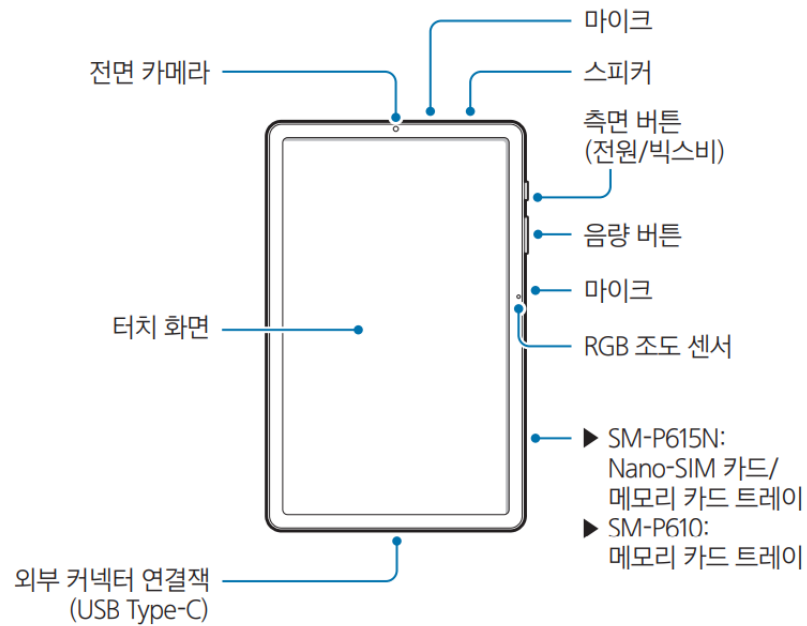 마이크
전면 카메라
스피커
측면 버튼
(전원/빅스비)
음량 버튼
마이크
터치 화면
RGB 조도 센서
▶ SM-P615N:
Nano-SIM 카드/
메모리 카드 트레이
▶ SM-P610:
메모리 카드 트레이
외부 커넥터 연결잭
(USB Type-C)